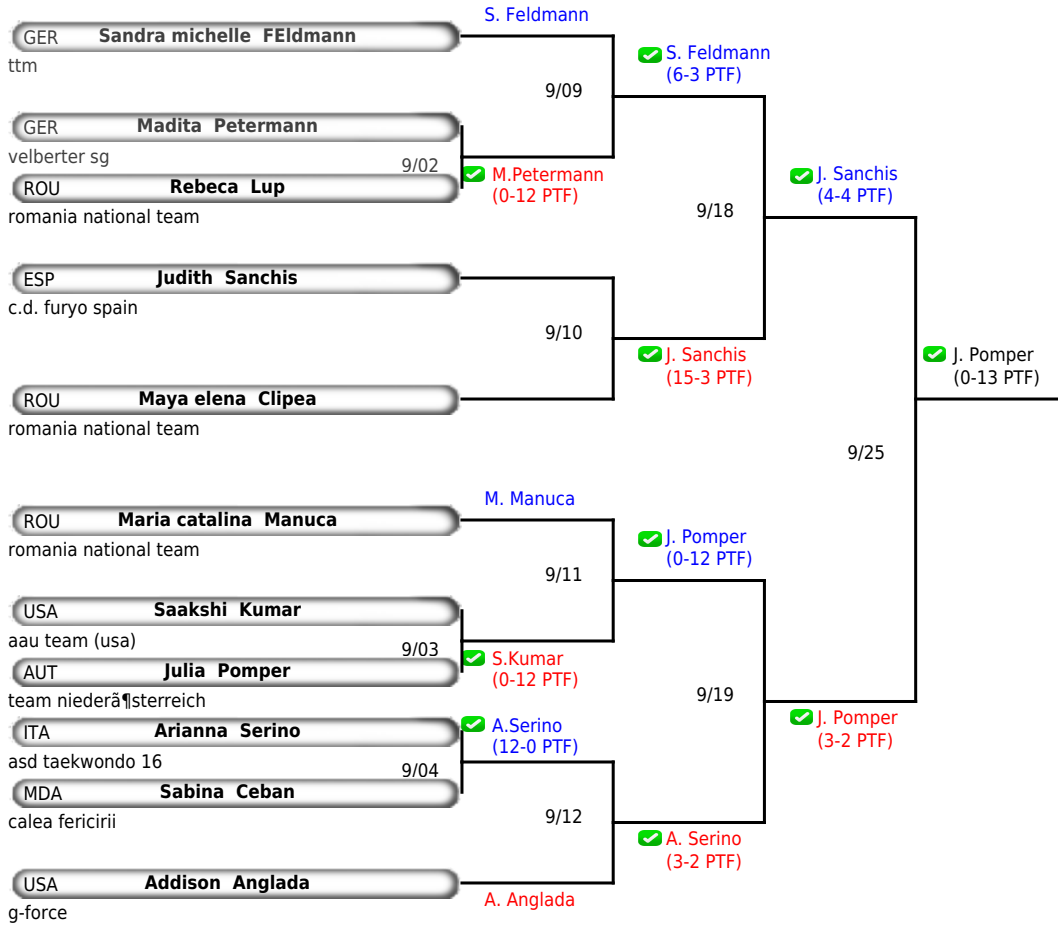 S. Feldmann
GER Sandra michelle FEldmann
ttm
S. Feldmann
(6-3 PTF)
9/09
GER Madita Petermann
velberter sg
9/02
M.Petermann
(0-12 PTF)
ROU Rebeca Lup
romania national team
J. Sanchis
(4-4 PTF)
9/18
ESP Judith Sanchis
c.d. furyo spain
9/10
J. Sanchis
(15-3 PTF)
J. Pomper
(0-13 PTF)
ROU Maya elena Clipea
romania national team
9/25
M. Manuca
ROU Maria catalina Manuca
romania national team
J. Pomper
(0-12 PTF)
9/11
USA Saakshi Kumar
aau team (usa)
9/03
S.Kumar
(0-12 PTF)
AUT Julia Pomper
team niederã¶sterreich
9/19
J. Pomper
(3-2 PTF)
ITA Arianna Serino
asd taekwondo 16
A.Serino
(12-0 PTF)
9/04
MDA Sabina Ceban
calea fericirii
9/12
A. Serino
(3-2 PTF)
USA Addison Anglada
g-force
A. Anglada